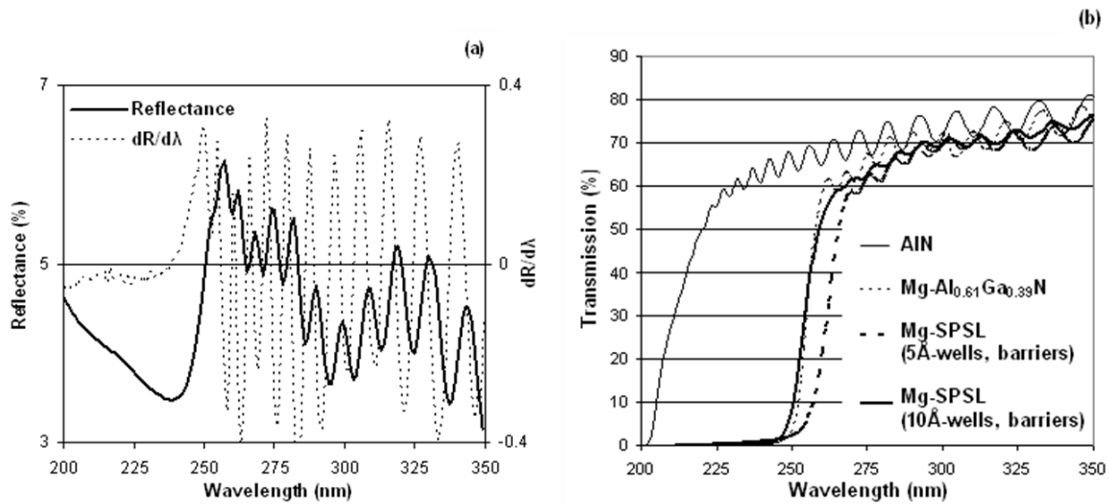 (a)
7
5
3
Reflectance (%)
Reflectance
dR/dλ
0.4
0
-0.4
dR/dλ
200 225 250 275 300 325 350
Wavelength (nm)
(b)
90
80
70
60
50
40
30
20
10
0
Transmission (%)
AlN
Mg-Al0.61Ga0.39N
Mg-SPSL
(5Å-wells, barriers)
Mg-SPSL
(10Å-wells, barriers)
200 225 250 275 300 325 350
Wavelength (nm)